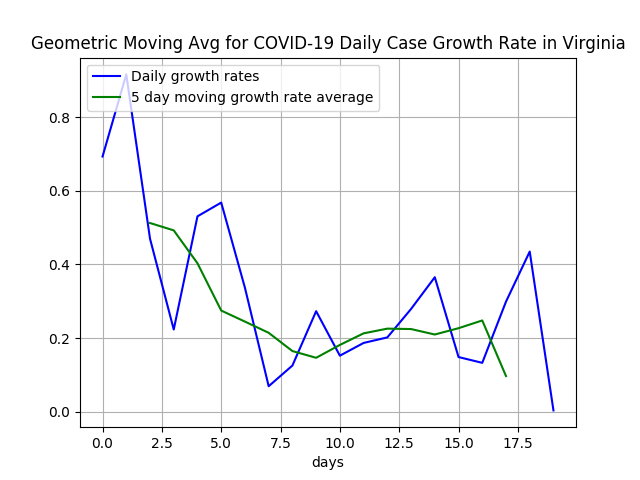 Geometric Moving Avg for COVID-19 Daily Case Growth Rate in Virginia
Daily growth rates
5 day moving growth rate average
0.8
0.6
0.4
0.2
0.0
0.0 2.5 5.0 7.5 10.0 12.5 15.0 17.5
days